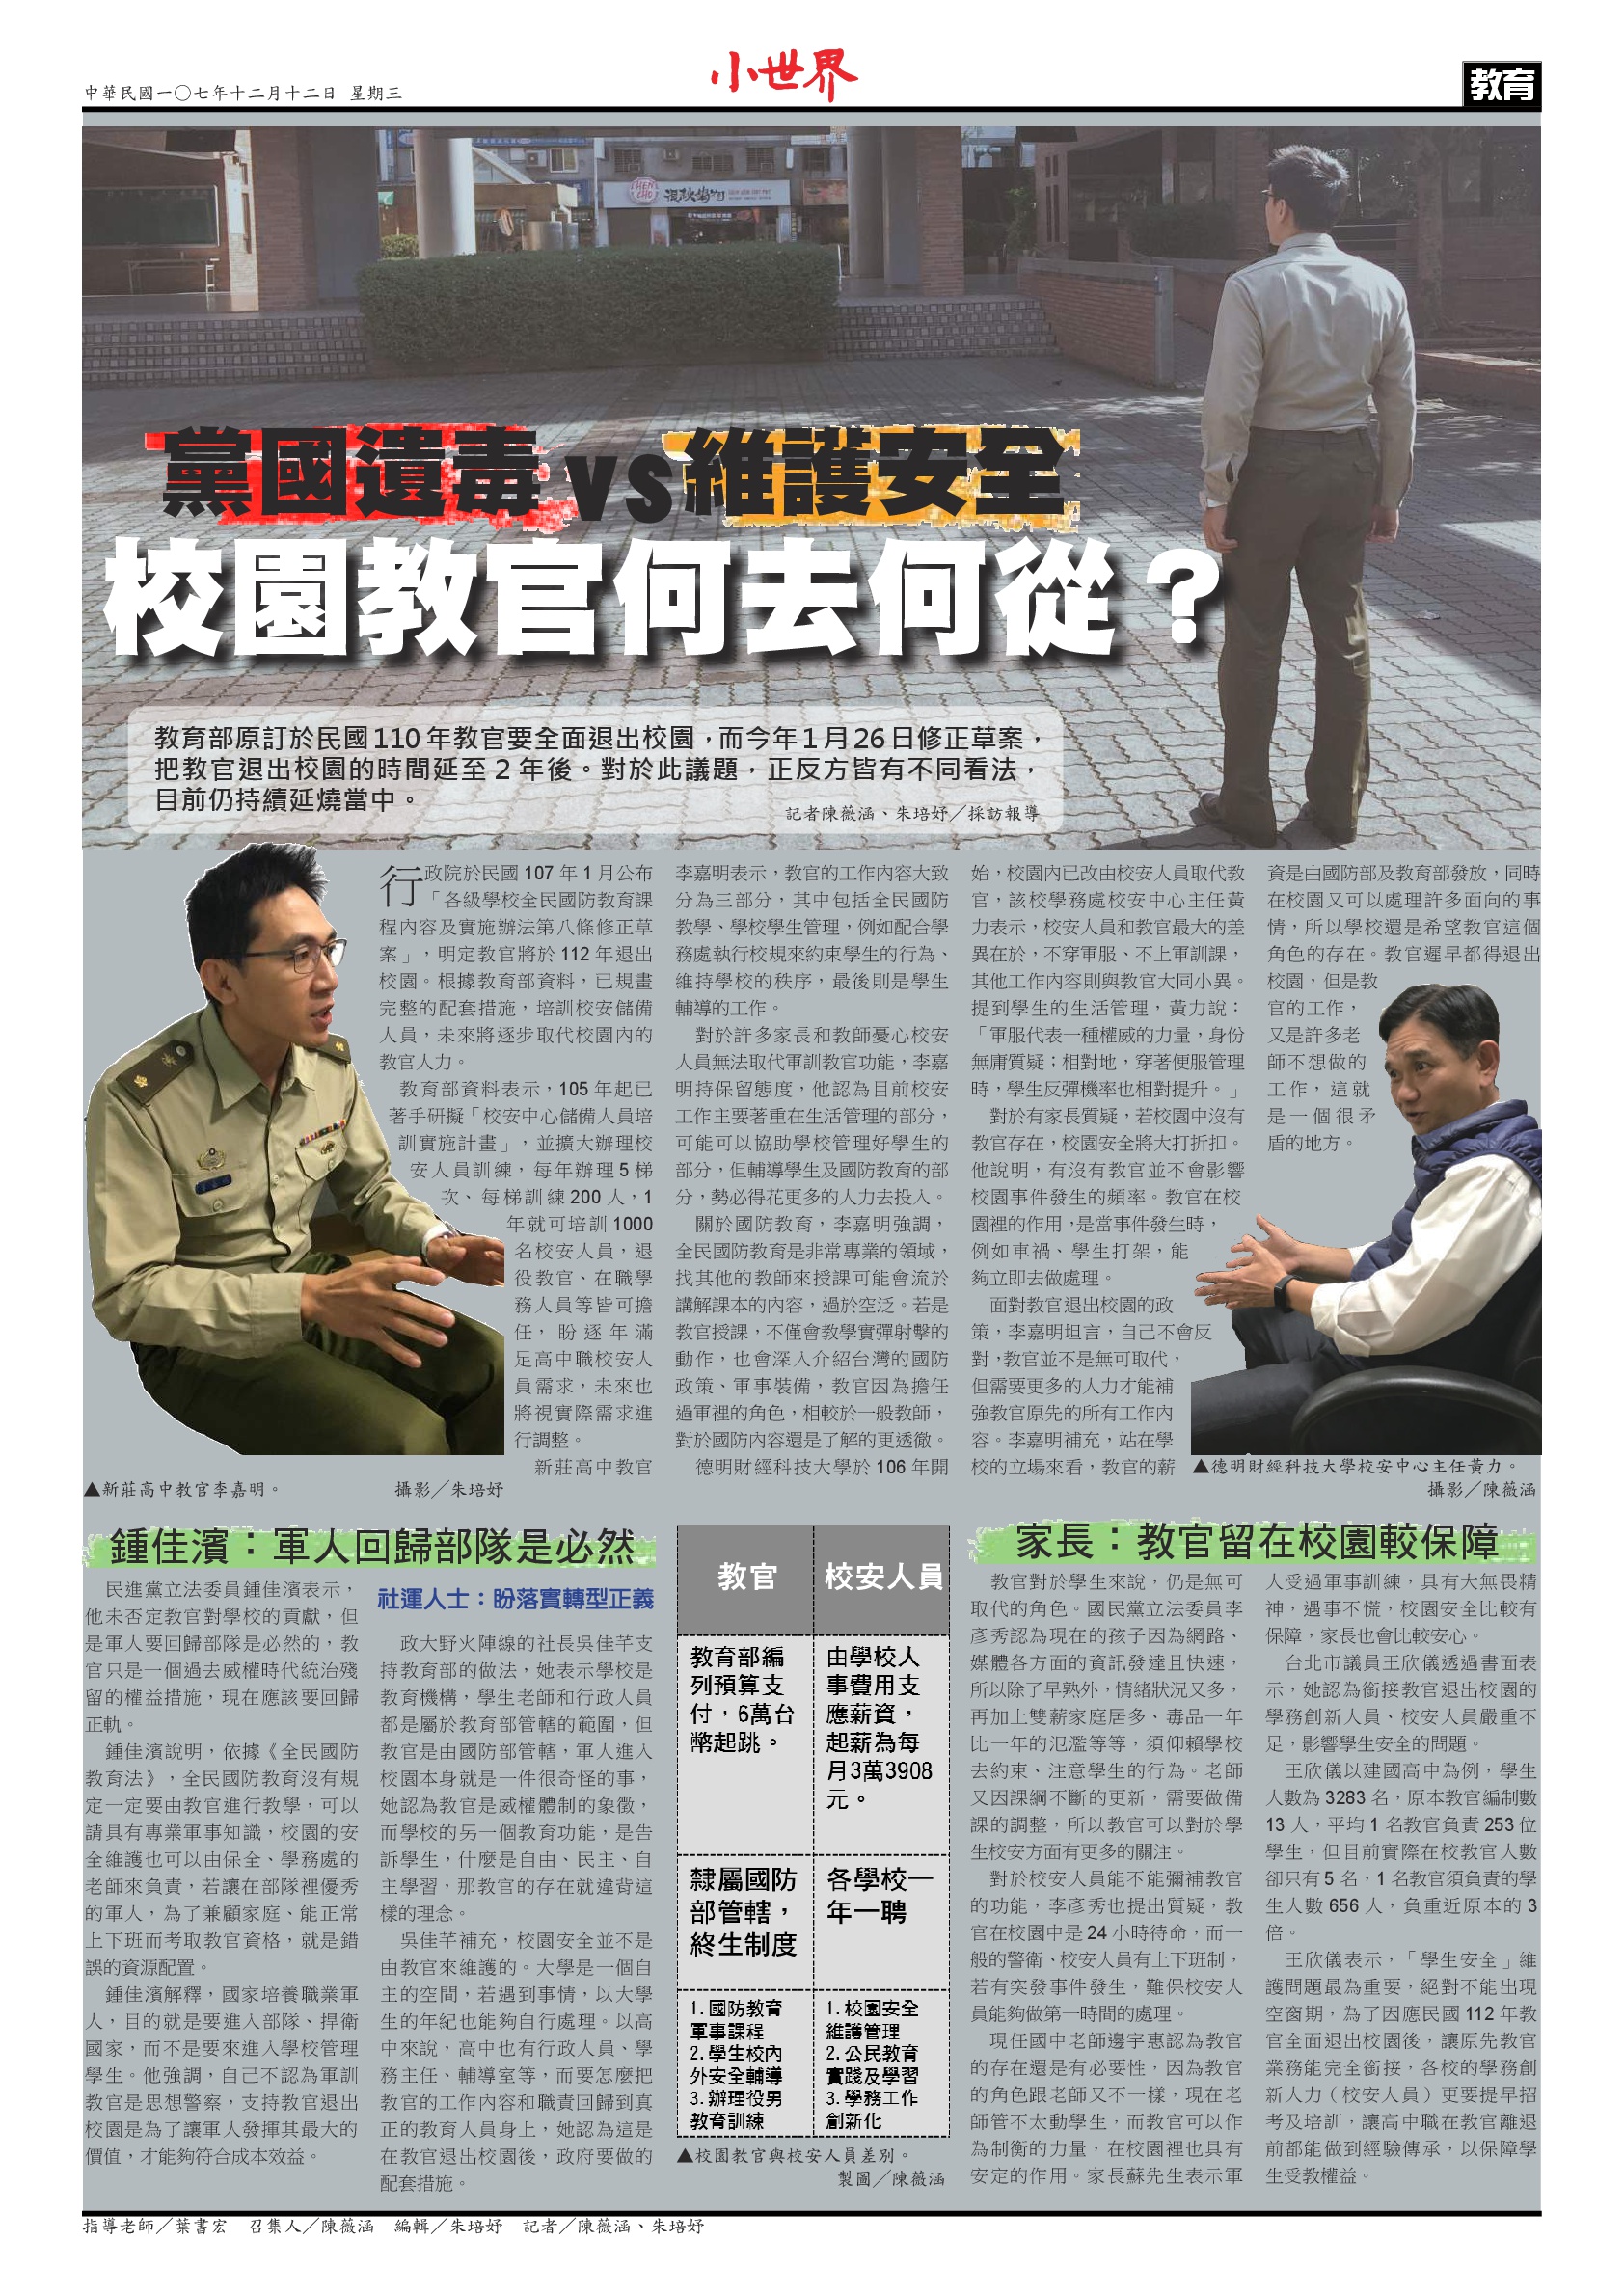 中華民國一○七年十二月十二日 星期三
小世界
教育
黨國遺毒vs維護安全
校園教官何去何從？
教育部原訂於民國110年教官要全面退出校園，而今年1月26日修正草案，
把教官退出校園的時間延至2年後。對於此議題，正反方皆有不同看法，
目前仍持續延燒當中。
記者陳薇涵、朱培妤／採訪報導
行政院於民國 107 年 1 月公布
「各級學校全民國防教育課
程內容及實施辦法第八條修正草
案」，明定教官將於 112 年退出
校園。根據教育部資料，已規畫
完整的配套措施，培訓校安儲備
人員，未來將逐步取代校園內的
教官人力。
教育部資料表示，105 年起已
著手研擬「校安中心儲備人員培
訓實施計畫」，並擴大辦理校
安人員訓練，每年辦理 5 梯
次、每梯訓練 200 人，1
年就可培訓 1000
名校安人員，退
役教官、在職學
務人員等皆可擔
任，盼逐年滿
足高中職校安人
員需求，未來也
將視實際需求進
行調整。
新莊高中教官
李嘉明表示，教官的工作內容大致
分為三部分，其中包括全民國防
教學、學校學生管理，例如配合學
務處執行校規來約束學生的行為、
維持學校的秩序，最後則是學生
輔導的工作。
對於許多家長和教師憂心校安
人員無法取代軍訓教官功能，李嘉
明持保留態度，他認為目前校安
工作主要著重在生活管理的部分，
可能可以協助學校管理好學生的
部分，但輔導學生及國防教育的部
分，勢必得花更多的人力去投入。
關於國防教育，李嘉明強調，
全民國防教育是非常專業的領域，
找其他的教師來授課可能會流於
講解課本的內容，過於空泛。若是
教官授課，不僅會教學實彈射擊的
動作，也會深入介紹台灣的國防
政策、軍事裝備，教官因為擔任
過軍裡的角色，相較於一般教師，
對於國防內容還是了解的更透徹。
德明財經科技大學於 106 年開
始，校園內已改由校安人員取代教
官，該校學務處校安中心主任黃
力表示，校安人員和教官最大的差
異在於，不穿軍服、不上軍訓課，
其他工作內容則與教官大同小異。
提到學生的生活管理，黃力說：
「軍服代表一種權威的力量，身份
無庸質疑；相對地，穿著便服管理
時，學生反彈機率也相對提升。」
對於有家長質疑，若校園中沒有
教官存在，校園安全將大打折扣。
他說明，有沒有教官並不會影響
校園事件發生的頻率。教官在校
園裡的作用，是當事件發生時，
例如車禍、學生打架，能
夠立即去做處理。
面對教官退出校園的政
策，李嘉明坦言，自己不會反
對，教官並不是無可取代，
但需要更多的人力才能補
強教官原先的所有工作內
容。李嘉明補充，站在學
校的立場來看，教官的薪
資是由國防部及教育部發放，同時
在校園又可以處理許多面向的事
情，所以學校還是希望教官這個
角色的存在。教官遲早都得退出
校園，但是教
官的工作，
又是許多老
師不想做的
工作，這就
是一個很矛
盾的地方。
▲新莊高中教官李嘉明。 攝影／朱培妤
▲德明財經科技大學校安中心主任黃力。
攝影／陳薇涵
鍾佳濱：軍人回歸部隊是必然
民進黨立法委員鍾佳濱表示，
他未否定教官對學校的貢獻，但
是軍人要回歸部隊是必然的，教
官只是一個過去威權時代統治殘
留的權益措施，現在應該要回歸
正軌。
鍾佳濱說明，依據《全民國防
教育法》，全民國防教育沒有規
定一定要由教官進行教學，可以
請具有專業軍事知識，校園的安
全維護也可以由保全、學務處的
老師來負責，若讓在部隊裡優秀
的軍人，為了兼顧家庭、能正常
上下班而考取教官資格，就是錯
誤的資源配置。
鍾佳濱解釋，國家培養職業軍
人，目的就是要進入部隊、捍衛
國家，而不是要來進入學校管理
學生。他強調，自己不認為軍訓
教官是思想警察，支持教官退出
校園是為了讓軍人發揮其最大的
價值，才能夠符合成本效益。
社運人士：盼落實轉型正義
政大野火陣線的社長吳佳芊支
持教育部的做法，她表示學校是
教育機構，學生老師和行政人員
都是屬於教育部管轄的範圍，但
教官是由國防部管轄，軍人進入
校園本身就是一件很奇怪的事，
她認為教官是威權體制的象徵，
而學校的另一個教育功能，是告
訴學生，什麼是自由、民主、自
主學習，那教官的存在就違背這
樣的理念。
吳佳芊補充，校園安全並不是
由教官來維護的。大學是一個自
主的空間，若遇到事情，以大學
生的年紀也能夠自行處理。以高
中來說，高中也有行政人員、學
務主任、輔導室等，而要怎麼把
教官的工作內容和職責回歸到真
正的教育人員身上，她認為這是
在教官退出校園後，政府要做的
配套措施。
教官 校安人員
教育部編
列預算支
付，6萬台
幣起跳。
由學校人
事費用支
應薪資，
起薪為每
月3萬3908
元。
隸屬國防
部管轄，
終生制度
各學校一
年一聘
1. 國防教育
軍事課程
2. 學生校內
外安全輔導
3. 辦理役男
教育訓練
1. 校園安全
維護管理
2. 公民教育
實踐及學習
3. 學務工作
創新化
▲校園教官與校安人員差別。
製圖／陳薇涵
家長：教官留在校園較保障
教官對於學生來說，仍是無可
取代的角色。國民黨立法委員李
彥秀認為現在的孩子因為網路、
媒體各方面的資訊發達且快速，
所以除了早熟外，情緒狀況又多，
再加上雙薪家庭居多、毒品一年
比一年的氾濫等等，須仰賴學校
去約束、注意學生的行為。老師
又因課綱不斷的更新，需要做備
課的調整，所以教官可以對於學
生校安方面有更多的關注。
對於校安人員能不能彌補教官
的功能，李彥秀也提出質疑，教
官在校園中是 24 小時待命，而一
般的警衛、校安人員有上下班制，
若有突發事件發生，難保校安人
員能夠做第一時間的處理。
現任國中老師邊宇惠認為教官
的存在還是有必要性，因為教官
的角色跟老師又不一樣，現在老
師管不太動學生，而教官可以作
為制衡的力量，在校園裡也具有
安定的作用。家長蘇先生表示軍
人受過軍事訓練，具有大無畏精
神，遇事不慌，校園安全比較有
保障，家長也會比較安心。
台北市議員王欣儀透過書面表
示，她認為銜接教官退出校園的
學務創新人員、校安人員嚴重不
足，影響學生安全的問題。
王欣儀以建國高中為例，學生
人數為 3283 名，原本教官編制數
13 人，平均 1 名教官負責 253 位
學生，但目前實際在校教官人數
卻只有 5 名，1 名教官須負責的學
生人數 656 人，負重近原本的 3
倍。
王欣儀表示，「學生安全」維
護問題最為重要，絕對不能出現
空窗期，為了因應民國 112 年教
官全面退出校園後，讓原先教官
業務能完全銜接，各校的學務創
新人力（校安人員）更要提早招
考及培訓，讓高中職在教官離退
前都能做到經驗傳承，以保障學
生受教權益。
指導老師／葉書宏 召集人／陳薇涵 編輯／朱培妤 記者／陳薇涵、朱培妤